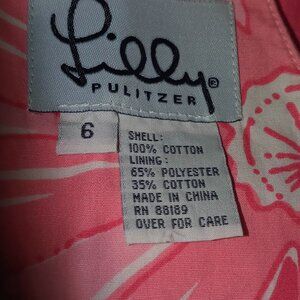 Lilly®
PULITZER
6
SHELL:
100% COTTON
LINING:
65% POLYESTER
35% COTTON
MADE IN CHINA
RN 88189
OVER FOR CARE